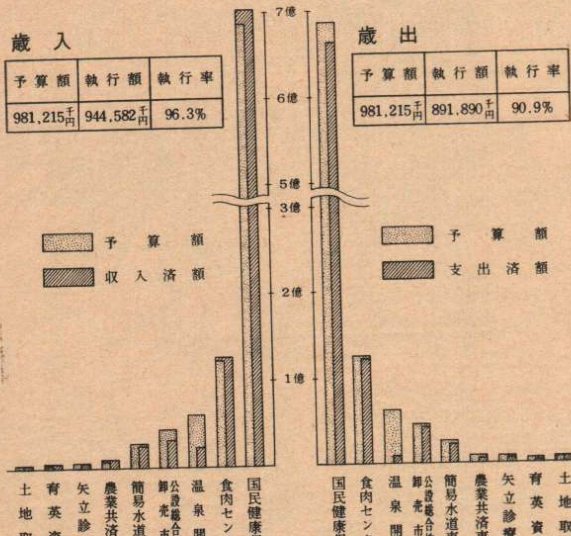 歳入
予算額 執行額 執行率
981,215千円 944,582千円 96.3%
予算額
収入済額
7億
6億
5億
3億
2億
1億
歳出
予算額 執行額 執行率
981,215千円 891,890千円 90.9%
予算額
支出済額
土地取
育英資
矢立診
農業共済
簡易水道
公設総合卸売市
温泉開
食肉セン
国民健康
国民健康
食肉セン
温泉開
公設総合卸売市
簡易水道事
農業共済事
矢立診療
育英資
土地取